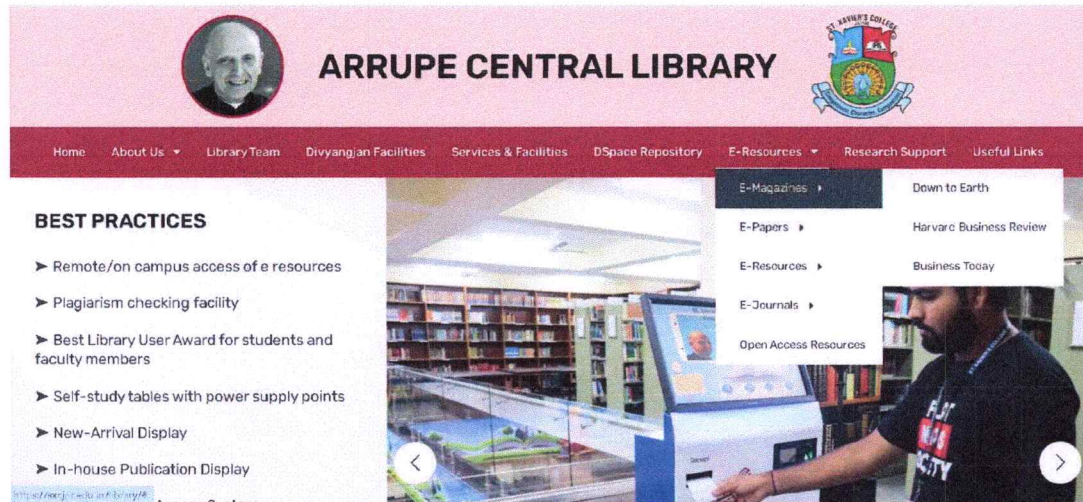 ST. XAVIER'S COLLEGE
ARRUPE CENTRAL LIBRARY
Home About Us Library Team Divyangjan Facilities Services & Facilities DSpace Repository E-Resources Research Support Useful Links
E-Magazines
E-Papers
E-Resources
E-Journals
Open Access Resources
Down to Earth
Harvard Business Review
Business Today
BEST PRACTICES
➤ Remote/on campus access of e resources
➤ Plagiarism checking facility
➤ Best Library User Award for students and
faculty members
➤ Self-study tables with power supply points
➤ New-Arrival Display
➤ In-house Publication Display